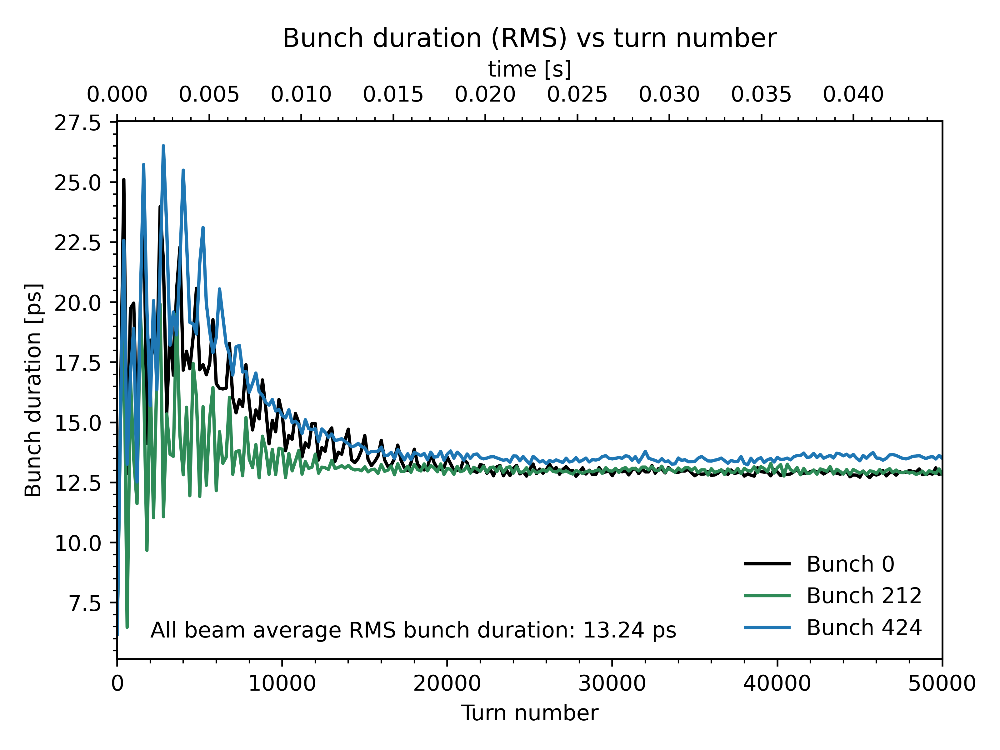 Bunch duration (RMS) vs turn number
time [s]
0.000 0.005 0.010 0.015 0.020 0.025 0.030 0.035 0.040
27.5
25.0
22.5
20.0
17.5
15.0
12.5
10.0
7.5
Bunch duration [ps]
Bunch 0
Bunch 212
Bunch 424
All beam average RMS bunch duration: 13.24 ps
0 10000 20000 30000 40000 50000
Turn number